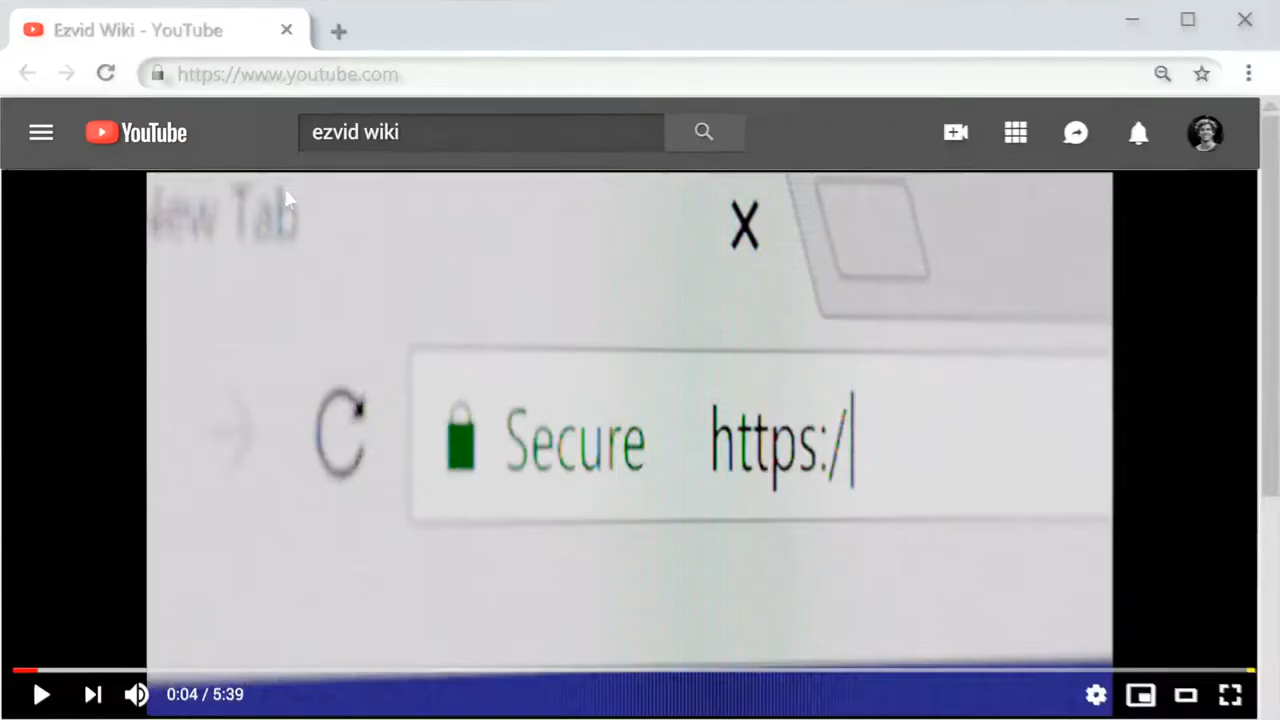 Ezvid Wiki - YouTube
https://www.youtube.com
YouTube
ezvid wiki
New Tab
X
Secure https:/
0:04 / 5:39